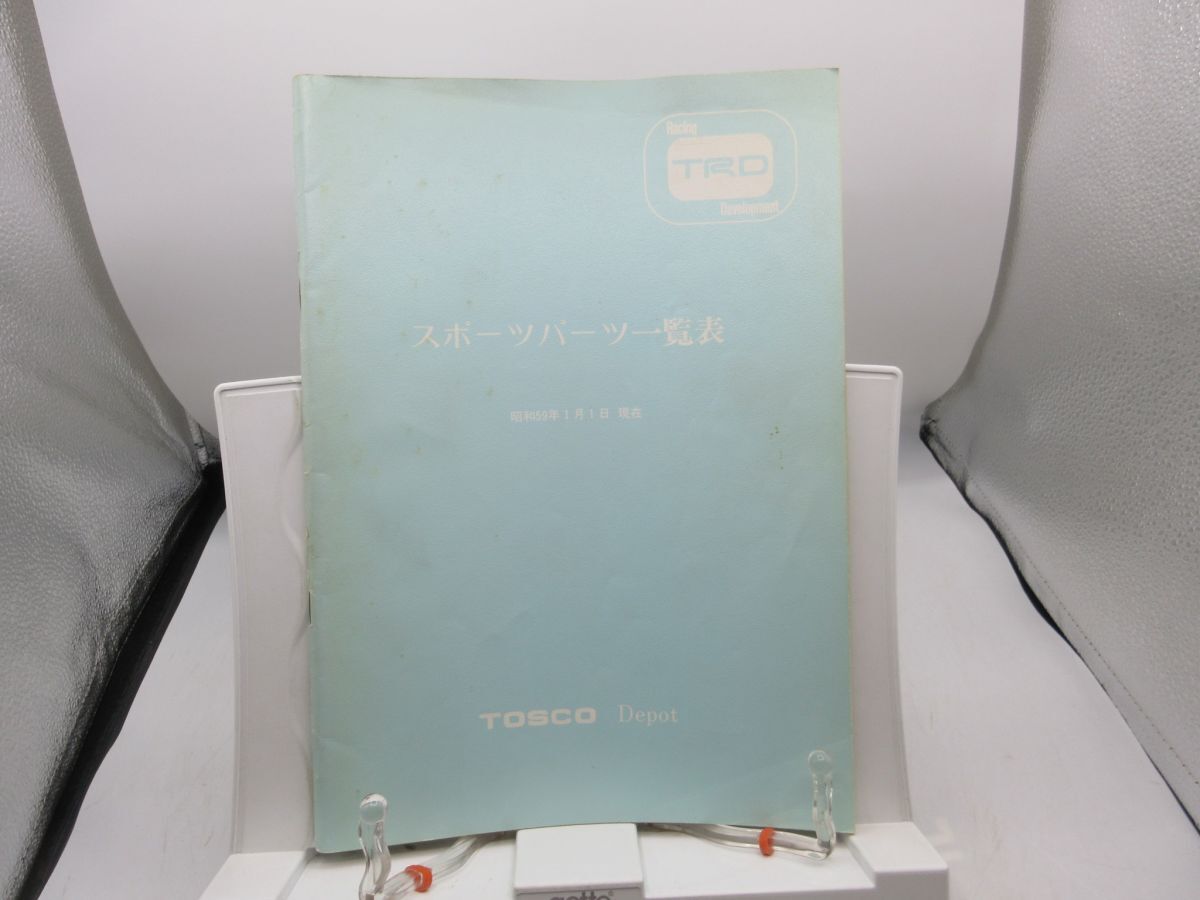 Racing
TRD
Development
スポーツパーツ一覧表
昭和59年1月1日 現在
TOSCO Depot